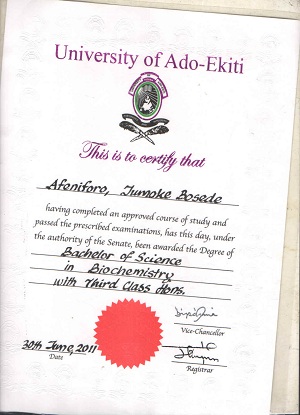 University of Ado-Ekiti
This is to certify that
Afeniforo, Jumoke Bosede
having completed an approved course of study and
passed the prescribed examinations, has this day, under
the authority of the Senate, been awarded the Degree of
Bachelor of Science
in Biochemistry
with Third Class Hons.
Vice-Chancellor
30th June, 2011
Date
Registrar